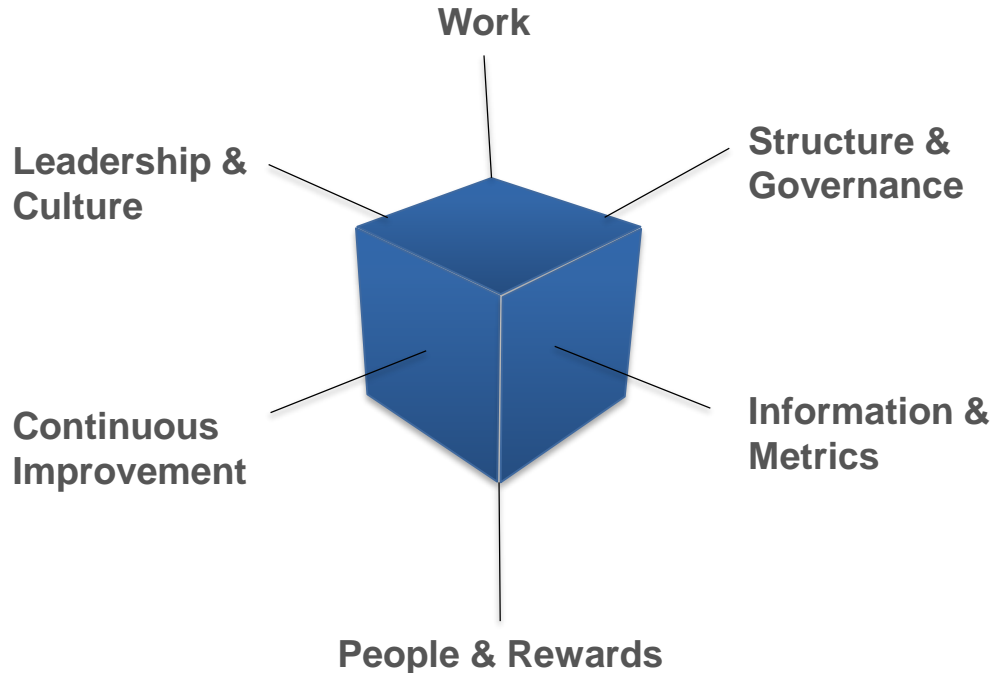 Work
Leadership &
Culture
Structure &
Governance
Continuous
Improvement
Information &
Metrics
People & Rewards